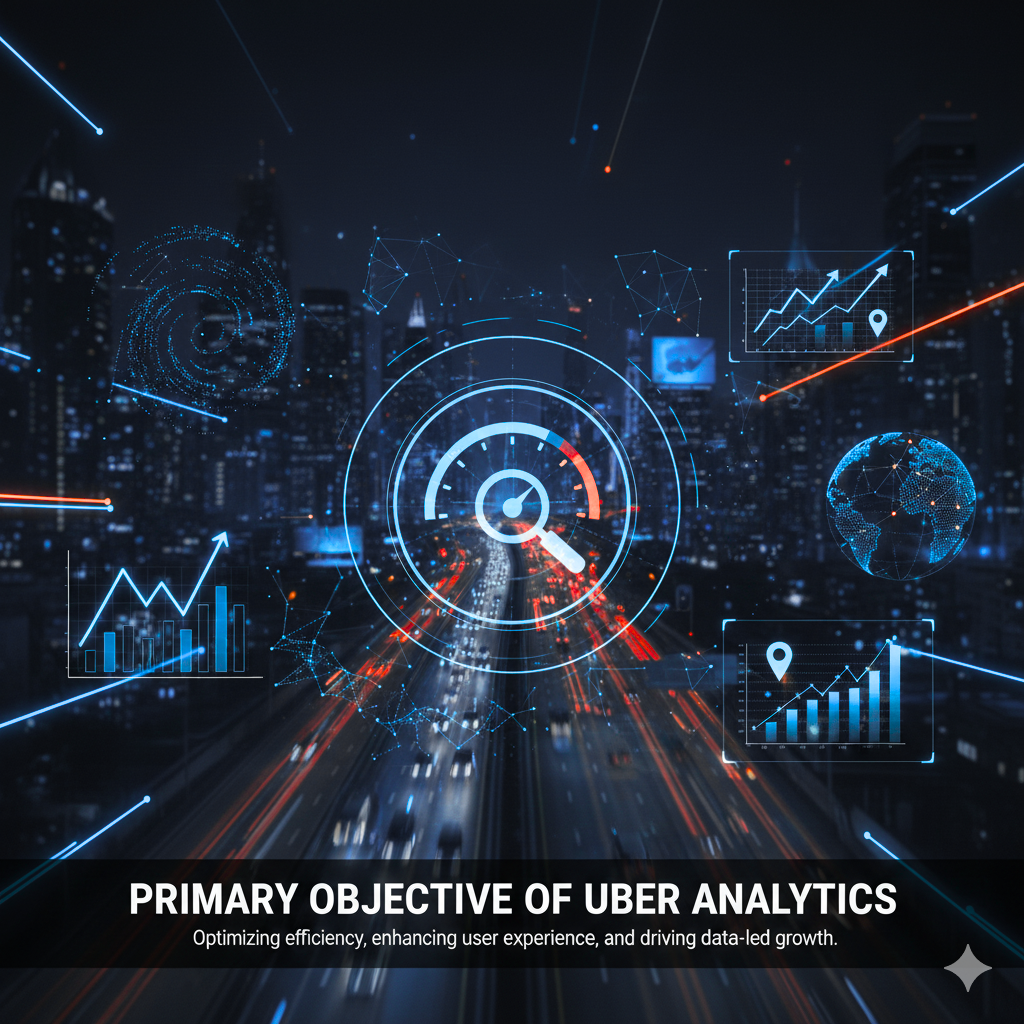 PRIMARY OBJECTIVE OF UBER ANALYTICS
Optimizing efficiency, enhancing user experience, and driving data-led growth.